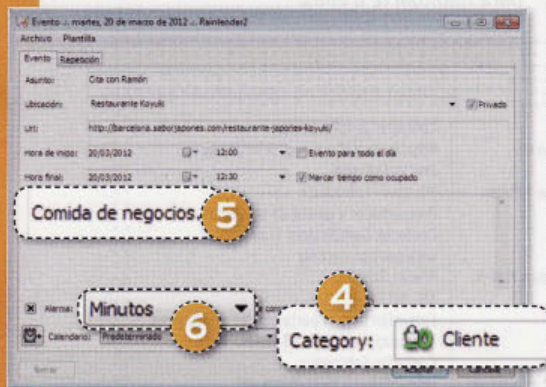 Evento ... martes, 20 de marzo de 2012 ... Rainlendar2
Archivo Plantilla
Evento Repetición
Asunto: Cita con Ramón
Ubicación: Restaurante Koyuki Privado
Url: http://barcelona.saborjapones.com/restaurante-japones-koyuki/
Hora de inicio: 20/03/2012 12:00 Evento para todo el día
Hora final: 20/03/2012 12:30 Marcar tiempo como ocupado
Comida de negocios. 5
4
Alarma: Minutos
6
Calendario: Predeterminado
Category: Cliente
Borrar